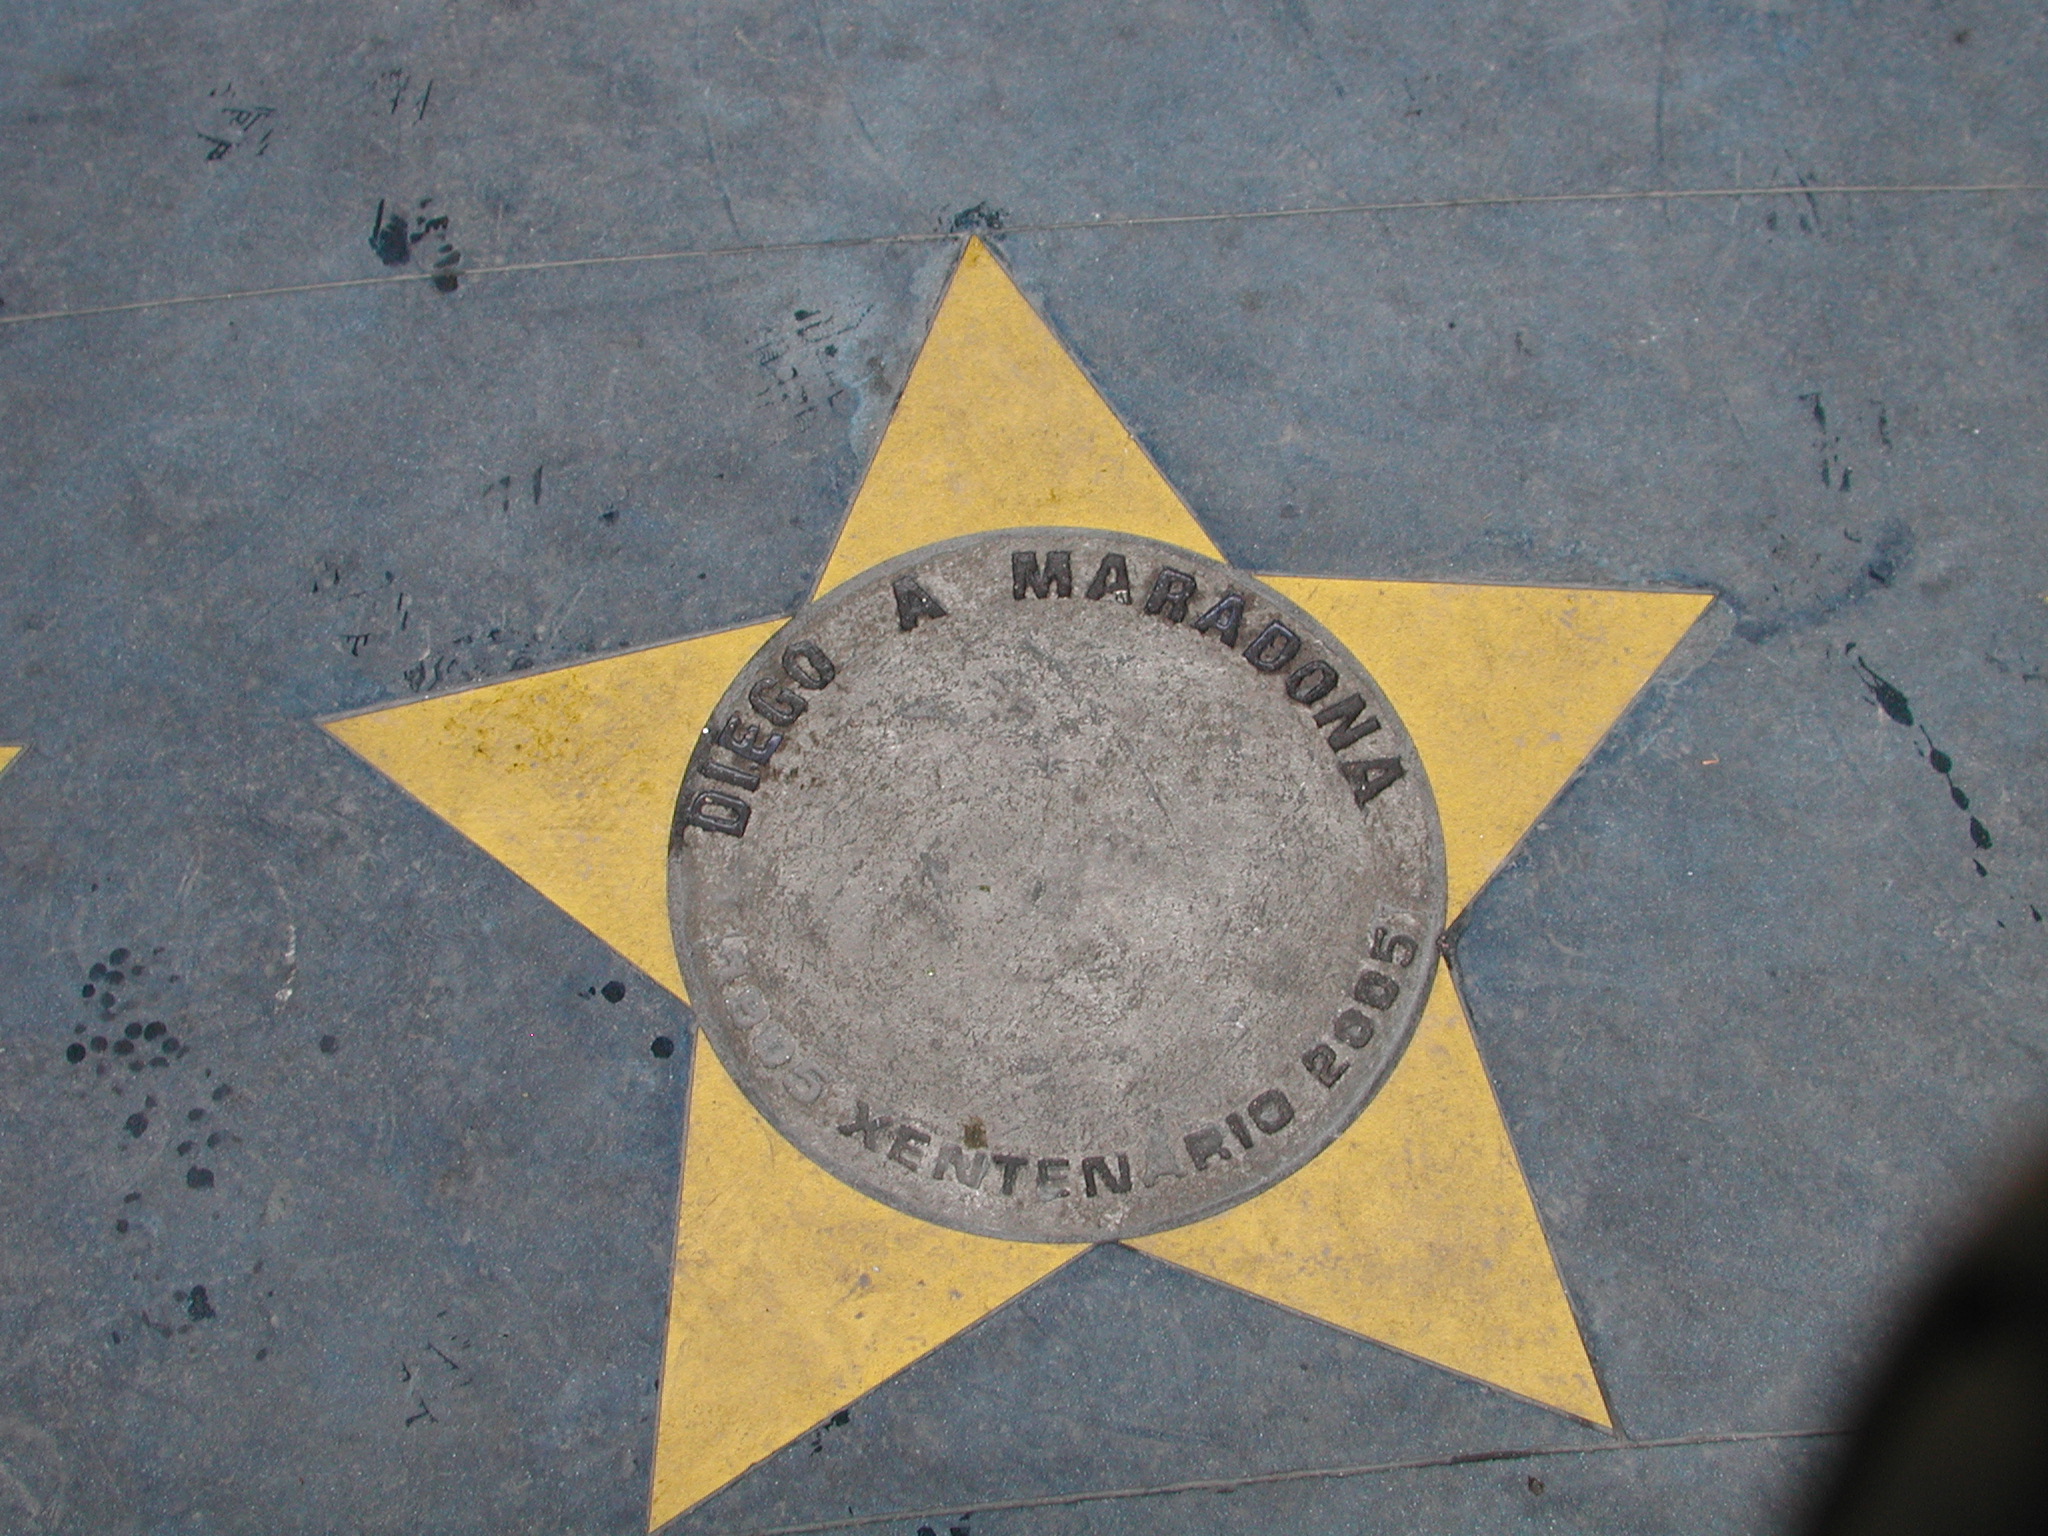 DIEGO A MARADONA
XENTENARIO 2005